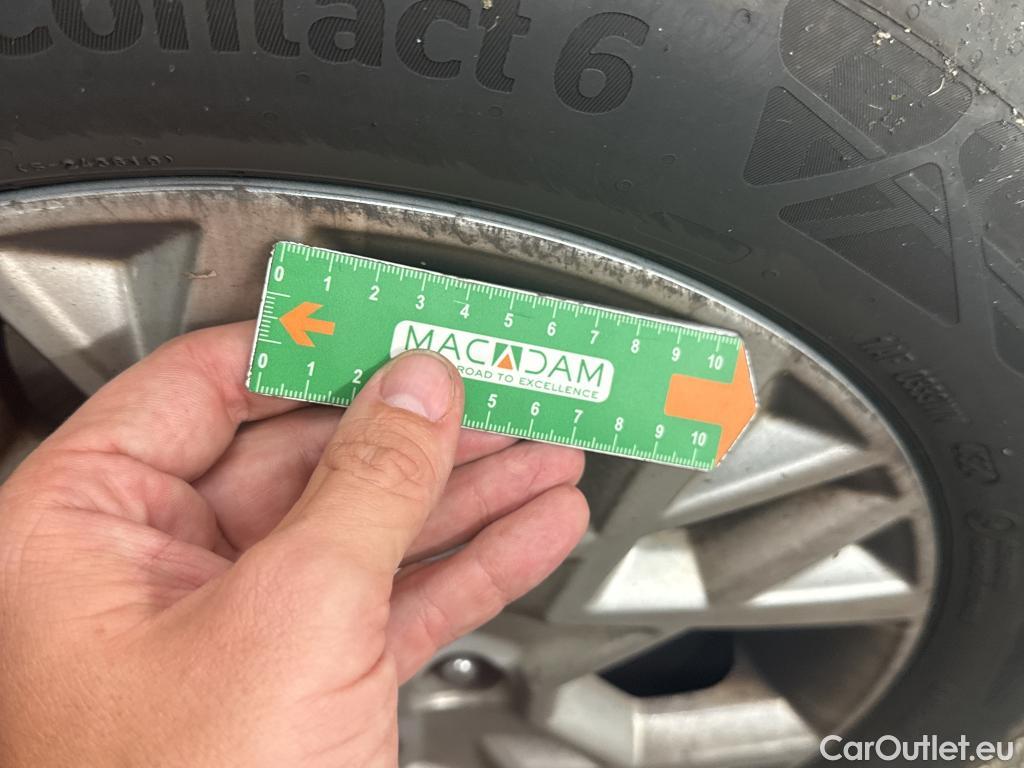 contact 6
0 1 2 3 4 5 6 7 8 9 10
MACADAM
ROAD TO EXCELLENCE
0 1 2 5 6 7 8 9 10
CarOutlet.eu